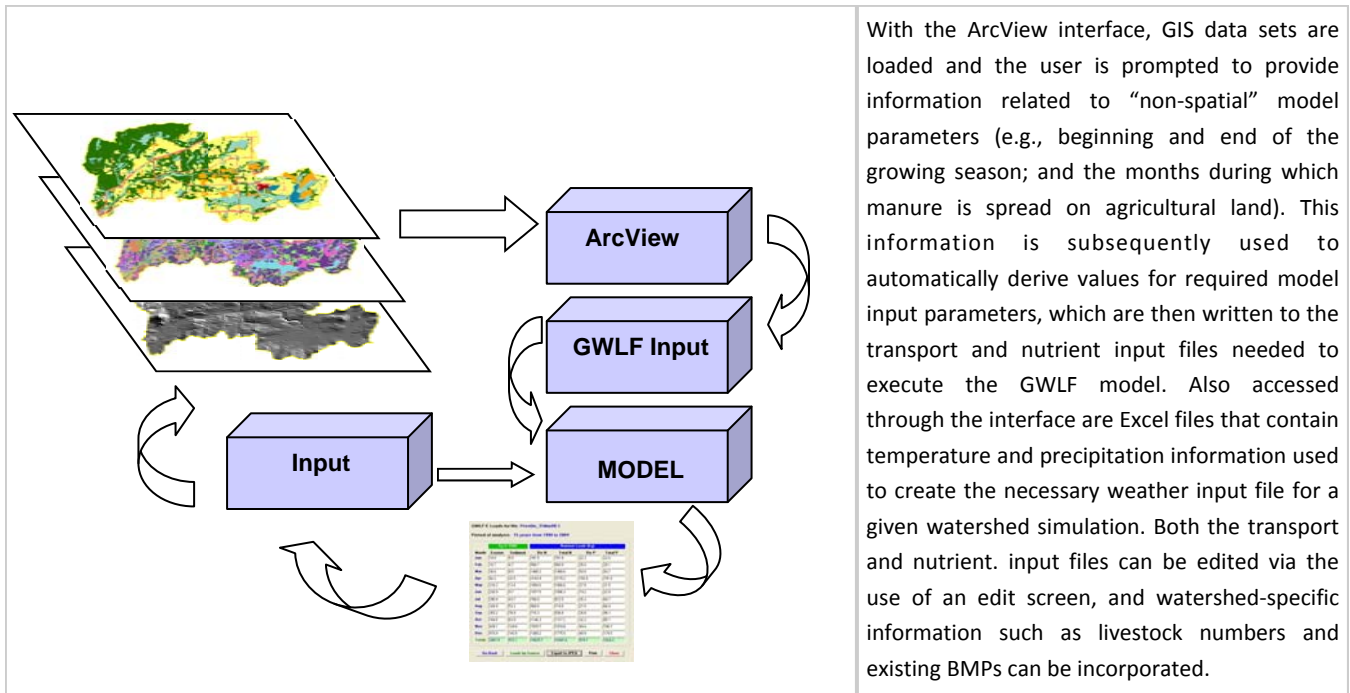 ArcView
GWLF Input
Input
MODEL
With the ArcView interface, GIS data sets are
loaded and the user is prompted to provide
information related to “non-spatial” model
parameters (e.g., beginning and end of the
growing season; and the months during which
manure is spread on agricultural land). This
information is subsequently used to
automatically derive values for required model
input parameters, which are then written to the
transport and nutrient input files needed to
execute the GWLF model. Also accessed
through the interface are Excel files that contain
temperature and precipitation information used
to create the necessary weather input file for a
given watershed simulation. Both the transport
and nutrient. input files can be edited via the
use of an edit screen, and watershed-specific
information such as livestock numbers and
existing BMPs can be incorporated.